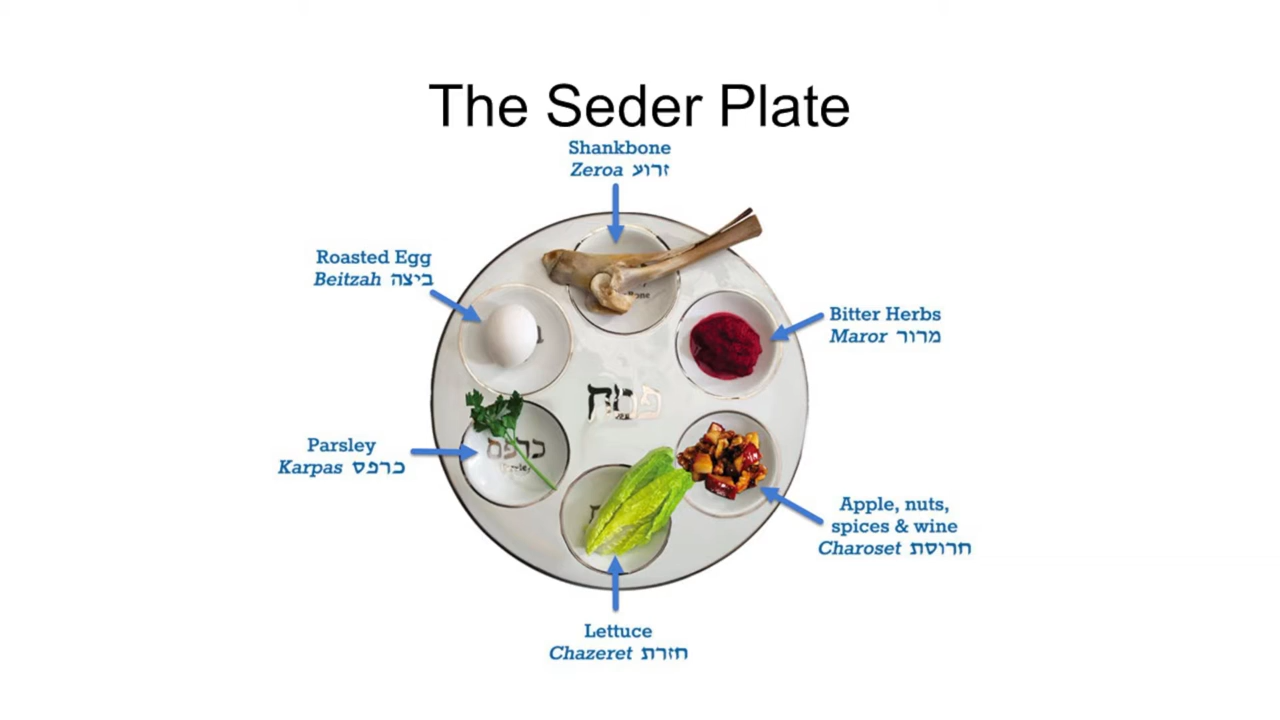 The Seder Plate
Shankbone
Zeroa זרוע
Roasted Egg
Beitzah ביצה
Bitter Herbs
Maror מרור
פסח
Parsley
Karpas כרפס
כרפס
Apple, nuts,
spices & wine
Charoset חרוסת
Lettuce
Chazeret חזרת